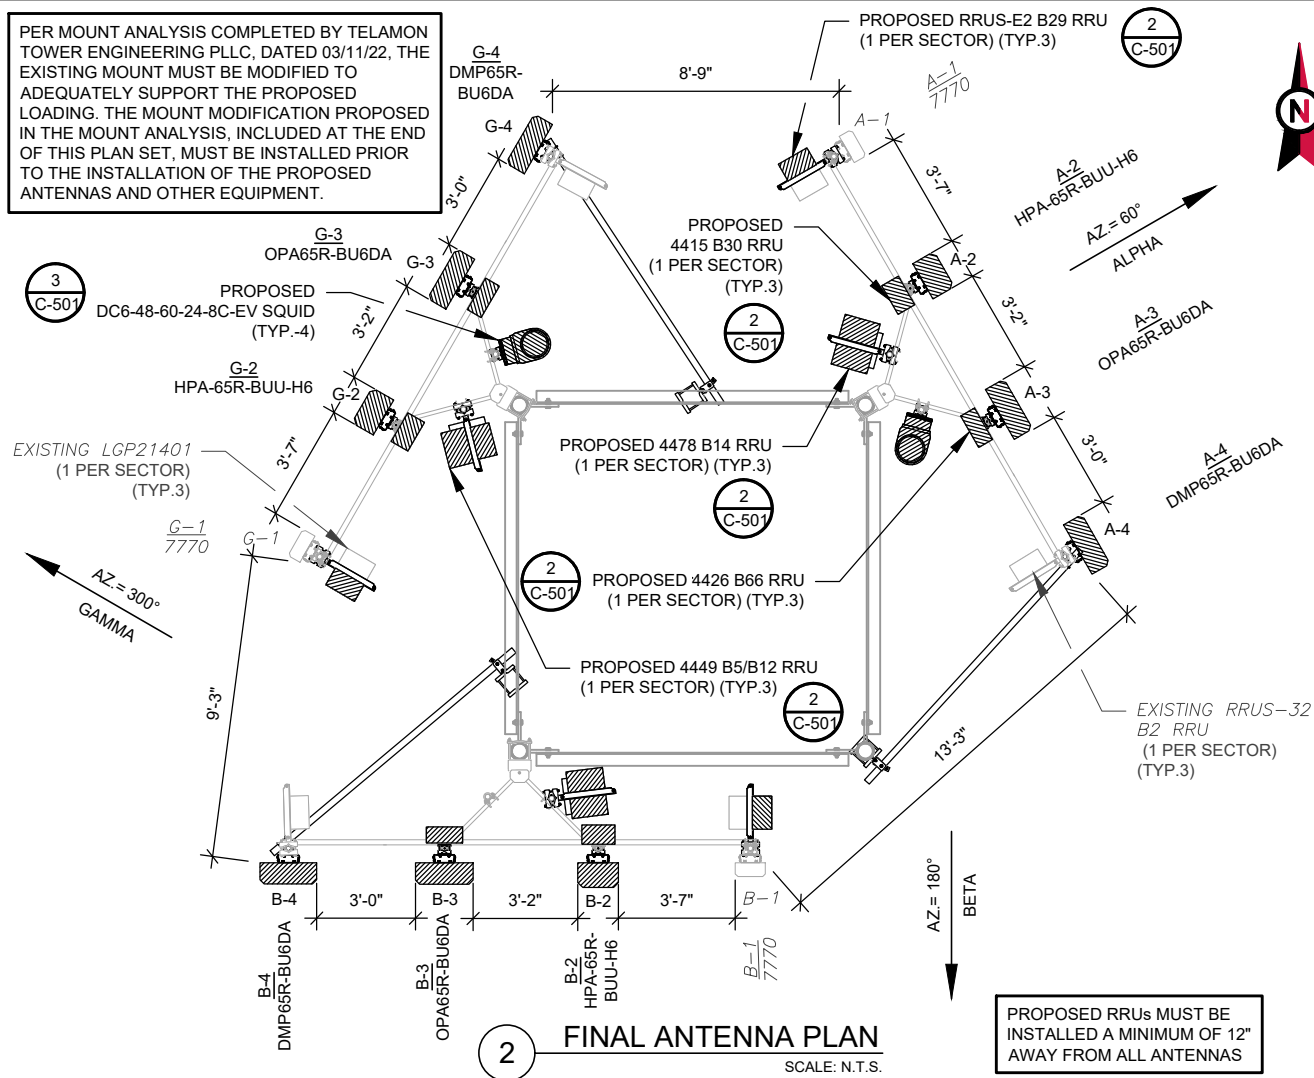 PER MOUNT ANALYSIS COMPLETED BY TELAMON
TOWER ENGINEERING PLLC, DATED 03/11/22, THE
EXISTING MOUNT MUST BE MODIFIED TO
ADEQUATELY SUPPORT THE PROPOSED
LOADING. THE MOUNT MODIFICATION PROPOSED
IN THE MOUNT ANALYSIS, INCLUDED AT THE END
OF THIS PLAN SET, MUST BE INSTALLED PRIOR
TO THE INSTALLATION OF THE PROPOSED
ANTENNAS AND OTHER EQUIPMENT.
G-4
DMP65R-
BU6DA
8'-9"
PROPOSED RRUS-E2 B29 RRU
(1 PER SECTOR) (TYP.3)
2
C-501
A-1
7770
N
G-4
A-1
3'-0"
3'-7"
A-2
HPA-65R-BUU-H6
AZ.= 60°
ALPHA
G-3
OPA65R-BU6DA
G-3
3
C-501
PROPOSED
DC6-48-60-24-8C-EV SQUID
(TYP.-4)
3'-2"
PROPOSED
4415 B30 RRU
(1 PER SECTOR)
(TYP.3)
2
C-501
A-2
3'-2"
A-3
OPA65R-BU6DA
G-2
HPA-65R-BUU-H6
G-2
A-3
3'-7"
3'-0"
EXISTING LGP21401
(1 PER SECTOR)
(TYP.3)
PROPOSED 4478 B14 RRU
(1 PER SECTOR) (TYP.3)
2
C-501
A-4
DMP65R-BU6DA
G-1
7770
G-1
A-4
AZ.= 300°
GAMMA
2
C-501
PROPOSED 4426 B66 RRU
(1 PER SECTOR) (TYP.3)
PROPOSED 4449 B5/B12 RRU
(1 PER SECTOR) (TYP.3)
2
C-501
9'-3"
13'-3"
EXISTING RRUS-32
B2 RRU
(1 PER SECTOR)
(TYP.3)
B-4
3'-0"
B-3
3'-2"
B-2
3'-7"
B-1
AZ.= 180°
BETA
B-4
DMP65R-BU6DA
B-3
OPA65R-BU6DA
B-2
HPA-65R-
BUU-H6
B-1
7770
2
FINAL ANTENNA PLAN
SCALE: N.T.S.
PROPOSED RRUs MUST BE
INSTALLED A MINIMUM OF 12"
AWAY FROM ALL ANTENNAS